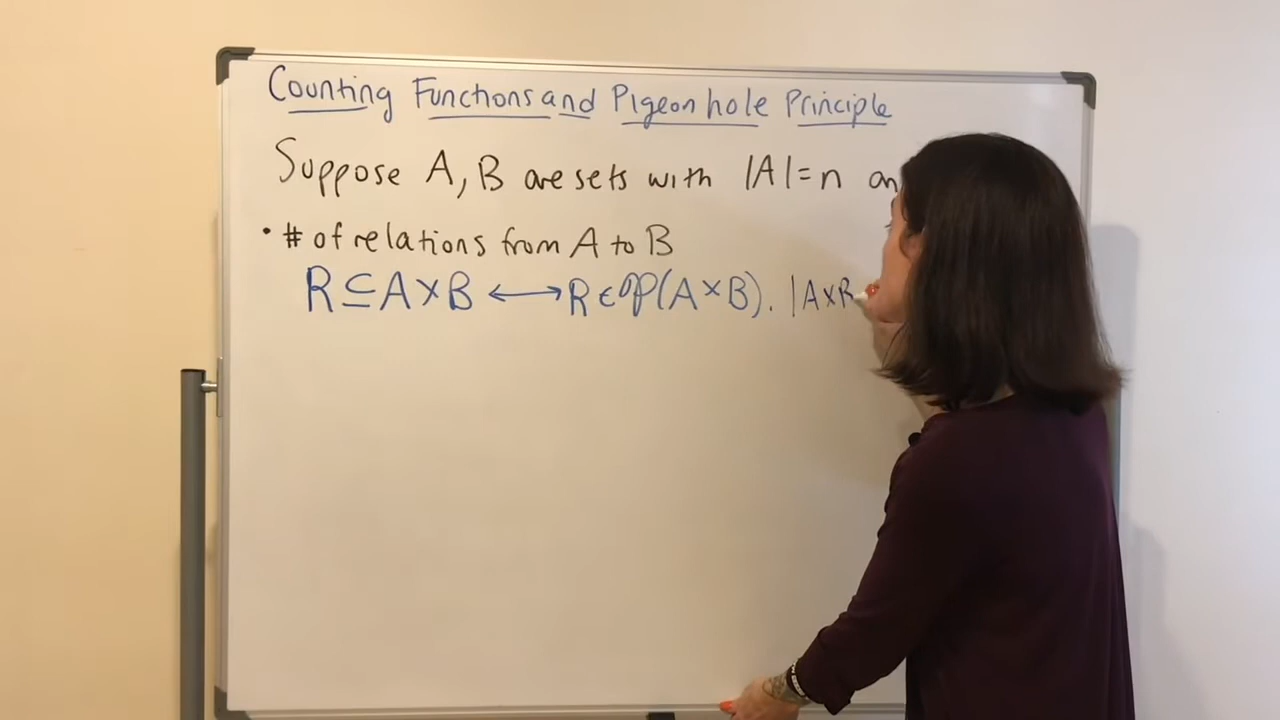 Counting Functions and Pigeonhole Principle
Suppose A, B are sets with |A|=n
• # of relations from A to B
R ⊆ A×B ⟷ R ∈ 𝒫(A×B). |A×B